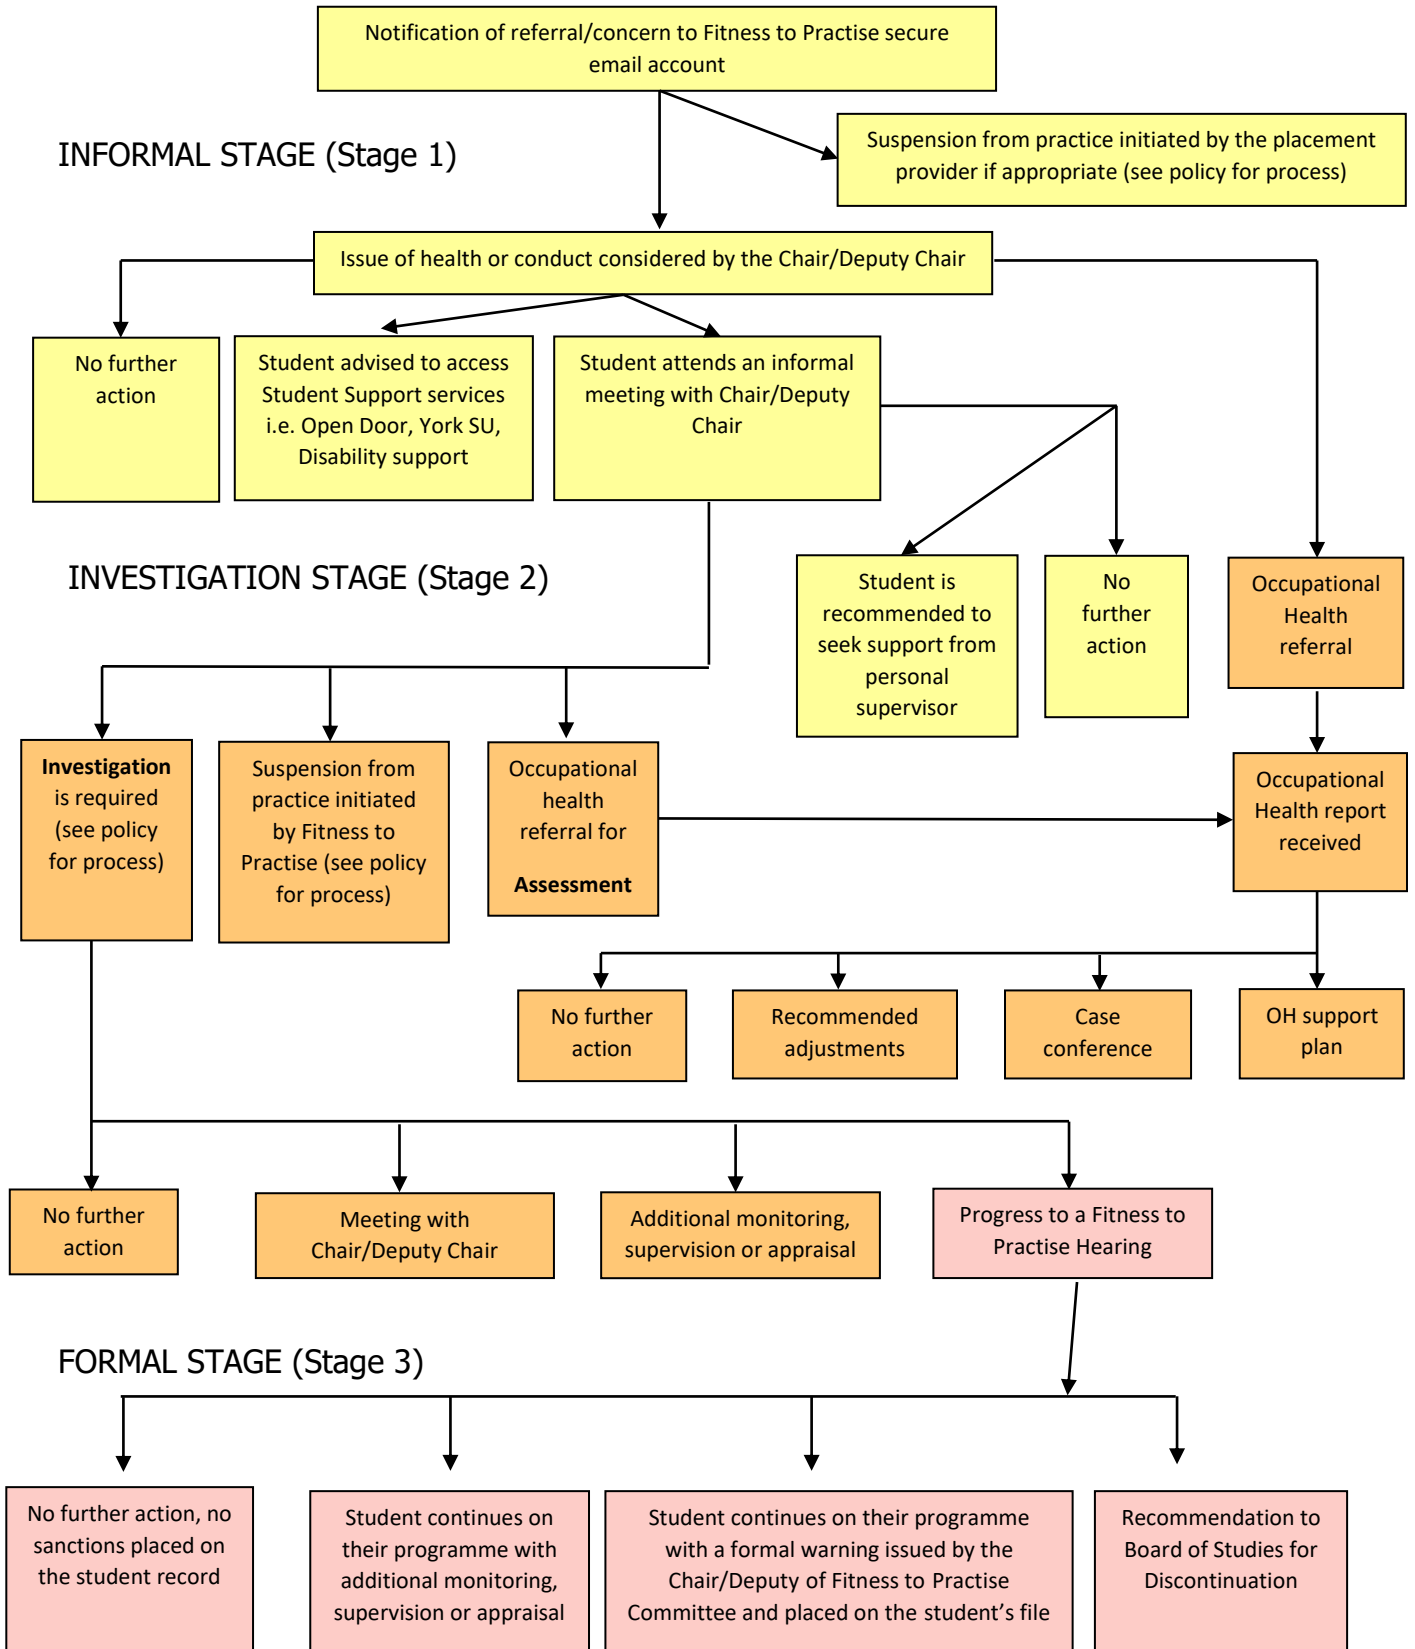 Notification of referral/concern to Fitness to Practise secure
email account
INFORMAL STAGE (Stage 1)
Suspension from practice initiated by the placement
provider if appropriate (see policy for process)
Issue of health or conduct considered by the Chair/Deputy Chair
No further
action
Student advised to access
Student Support services
i.e. Open Door, York SU,
Disability support
Student attends an informal
meeting with Chair/Deputy
Chair
INVESTIGATION STAGE (Stage 2)
Student is
recommended to
seek support from
personal
supervisor
No
further
action
Occupational
Health
referral
Investigation
is required
(see policy
for process)
Suspension from
practice initiated
by Fitness to
Practise (see policy
for process)
Occupational
health
referral for
Assessment
Occupational
Health report
received
No further
action
Recommended
adjustments
Case
conference
OH support
plan
No further
action
Meeting with
Chair/Deputy Chair
Additional monitoring,
supervision or appraisal
Progress to a Fitness to
Practise Hearing
FORMAL STAGE (Stage 3)
No further action, no
sanctions placed on
the student record
Student continues on
their programme with
additional monitoring,
supervision or appraisal
Student continues on their programme
with a formal warning issued by the
Chair/Deputy of Fitness to Practise
Committee and placed on the student’s file
Recommendation to
Board of Studies for
Discontinuation